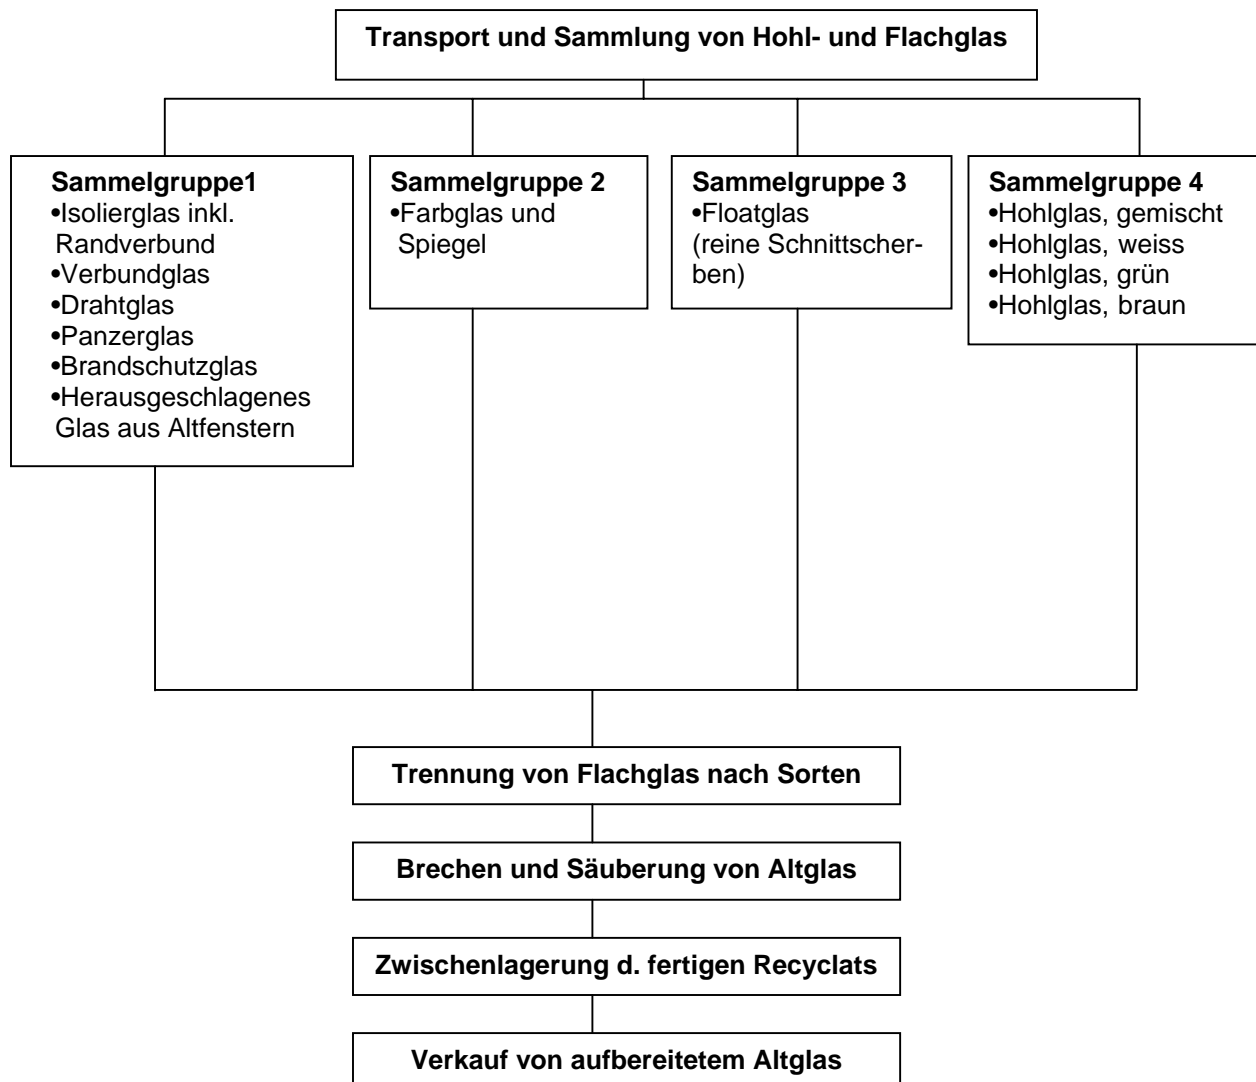 Transport und Sammlung von Hohl- und Flachglas
Sammelgruppe1
•Isolierglas inkl.
Randverbund
•Verbundglas
•Drahtglas
•Panzerglas
•Brandschutzglas
•Herausgeschlagenes
Glas aus Altfenstern
Sammelgruppe 2
•Farbglas und
Spiegel
Sammelgruppe 3
•Floatglas
(reine Schnittscher-
ben)
Sammelgruppe 4
•Hohlglas, gemischt
•Hohlglas, weiss
•Hohlglas, grün
•Hohlglas, braun
Trennung von Flachglas nach Sorten
Brechen und Säuberung von Altglas
Zwischenlagerung d. fertigen Recyclats
Verkauf von aufbereitetem Altglas